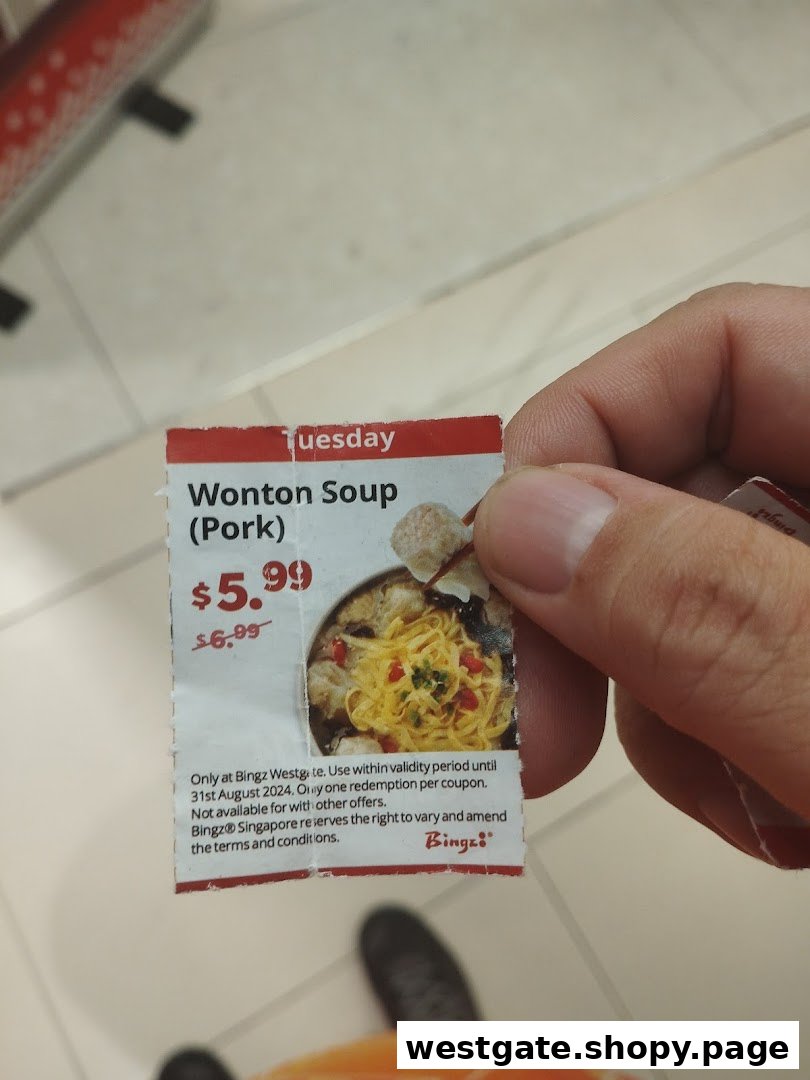 Tuesday
Wonton Soup
(Pork)
$5.99
$6.99
Only at Bingz Westgate. Use within validity period until
31st August 2024. Only one redemption per coupon.
Not available for with other offers.
Bingz® Singapore reserves the right to vary and amend
the terms and conditions.
Bingz®
Bingz
westgate.shopy.page